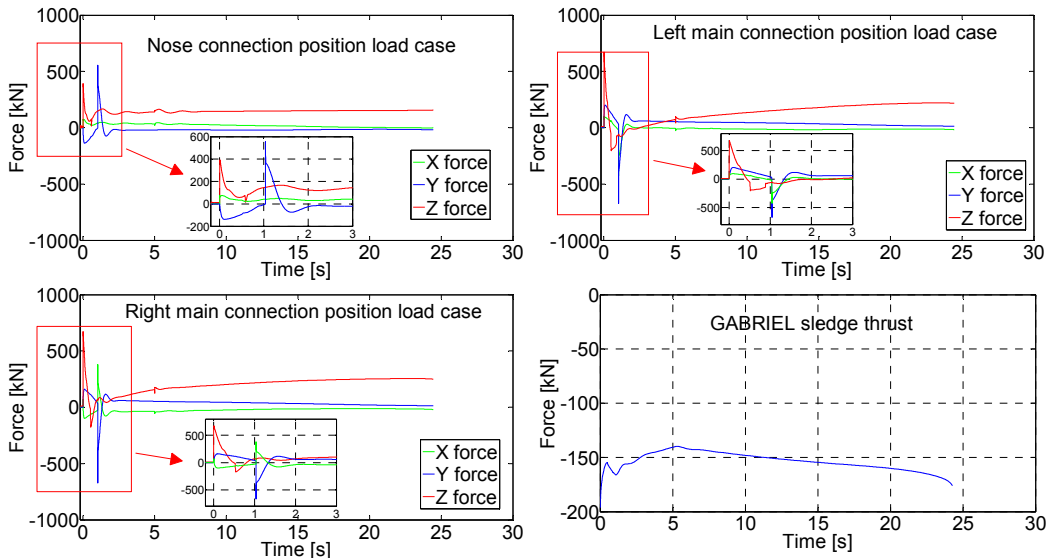 1000
500
0
-500
-1000
Force [kN]
Nose connection position load case
600
400
200
0
-200
0 1 2 3
X force
Y force
Z force
0 5 10 15 20 25 30
Time [s]
1000
500
0
-500
-1000
Force [kN]
Left main connection position load case
500
0
-500
0 1 2 3
X force
Y force
Z force
0 5 10 15 20 25 30
Time [s]
1000
500
0
-500
-1000
Force [kN]
Right main connection position load case
500
0
-500
0 1 2 3
X force
Y force
Z force
0 5 10 15 20 25 30
Time [s]
0
-50
-100
-150
-200
Force [kN]
GABRIEL sledge thrust
0 5 10 15 20 25 30
Time [s]